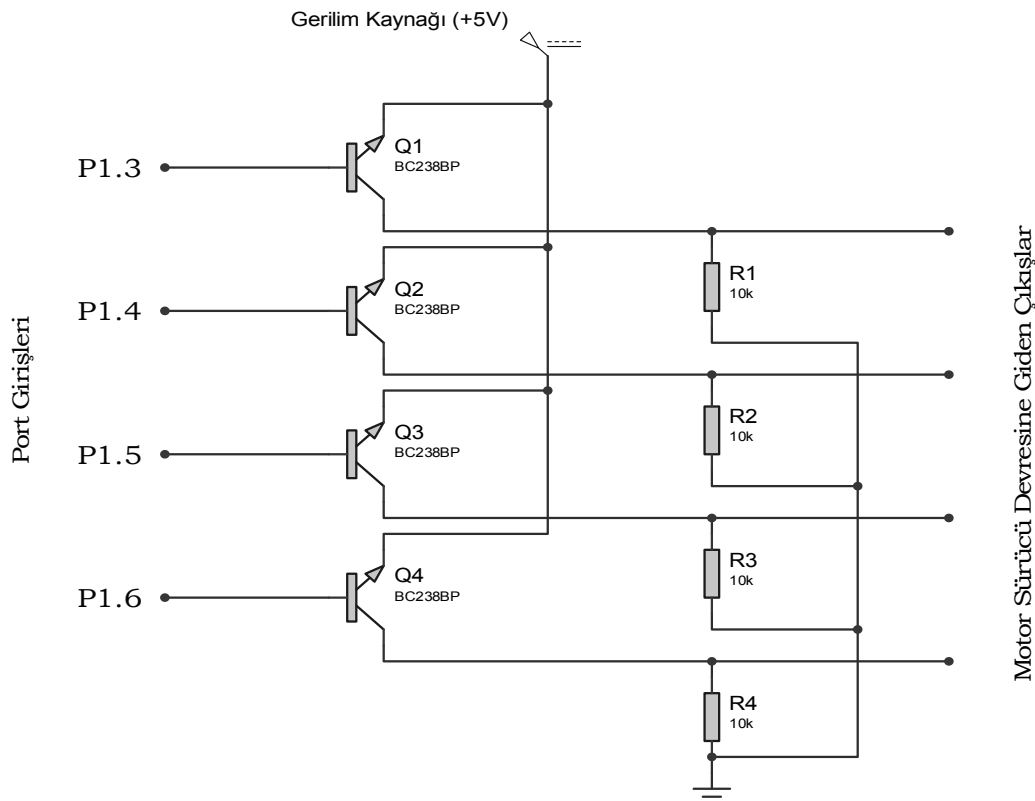 Gerilim Kaynağı (+5V)
P1.3
Q1
BC238BP
R1
10k
P1.4
Q2
BC238BP
R2
10k
P1.5
Q3
BC238BP
R3
10k
P1.6
Q4
BC238BP
R4
10k
Port Girişleri
Motor Sürücü Devresine Giden Çıkışlar